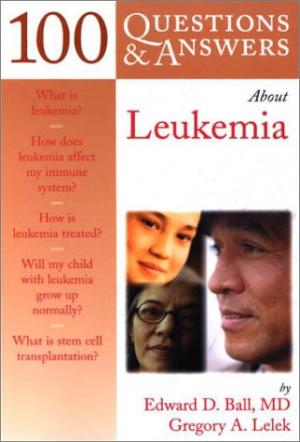 100 QUESTIONS
& ANSWERS
About
Leukemia
What is
leukemia?
How does
leukemia affect
my immune
system?
How is
leukemia treated?
Will my child
with leukemia
grow up
normally?
What is stem cell
transplantation?
by
Edward D. Ball, MD
Gregory A. Lelek